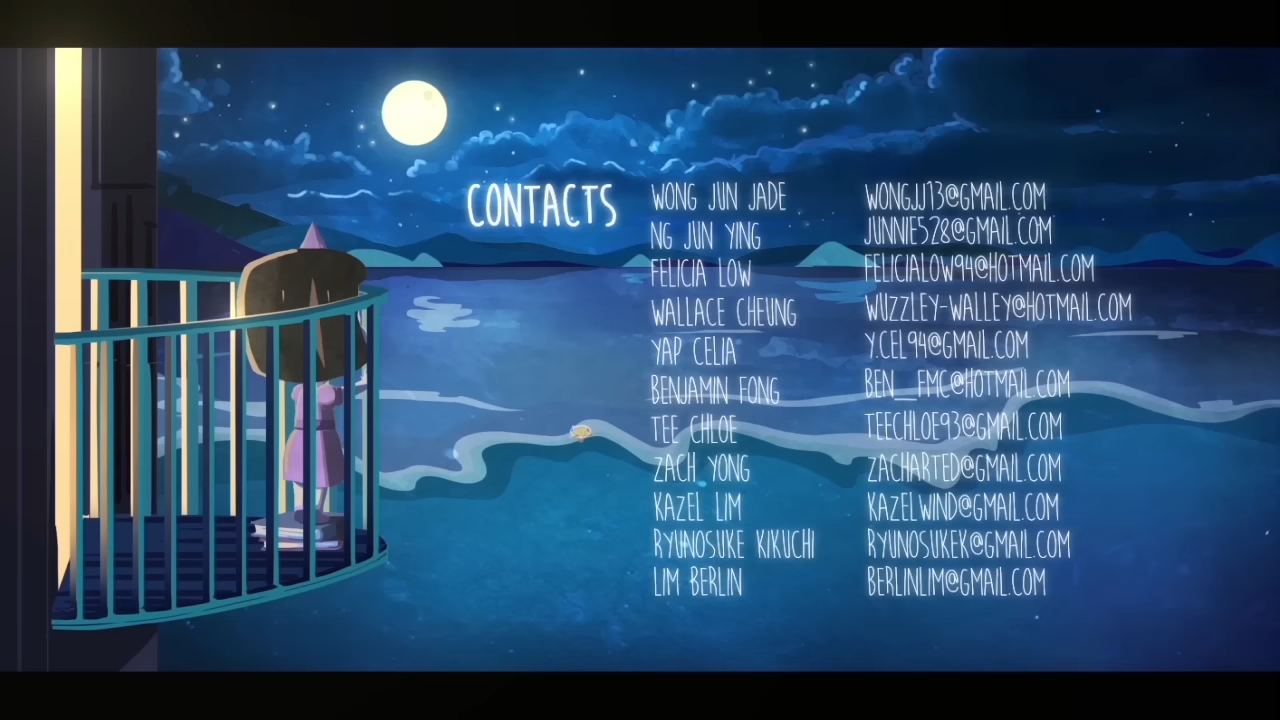 CONTACTS
WONG JUN JADE WONGJJ13@GMAIL.COM
NG JUN YING JUNNIE528@GMAIL.COM
FELICIA LOW FELICIALOW94@HOTMAIL.COM
WALLACE CHEUNG WUZZLEY-WALLEY@HOTMAIL.COM
YAP CELIA Y.CEL94@GMAIL.COM
BENJAMIN FONG BEN__FMC@HOTMAIL.COM
TEE CHLOE TEECHLOE93@GMAIL.COM
ZACH YONG ZACHARTED@GMAIL.COM
KAZEL LIM KAZELWIND@GMAIL.COM
RYUNOSUKE KIKUCHI RYUNOSUKEK@GMAIL.COM
LIM BERLIN BERLINLIM@GMAIL.COM